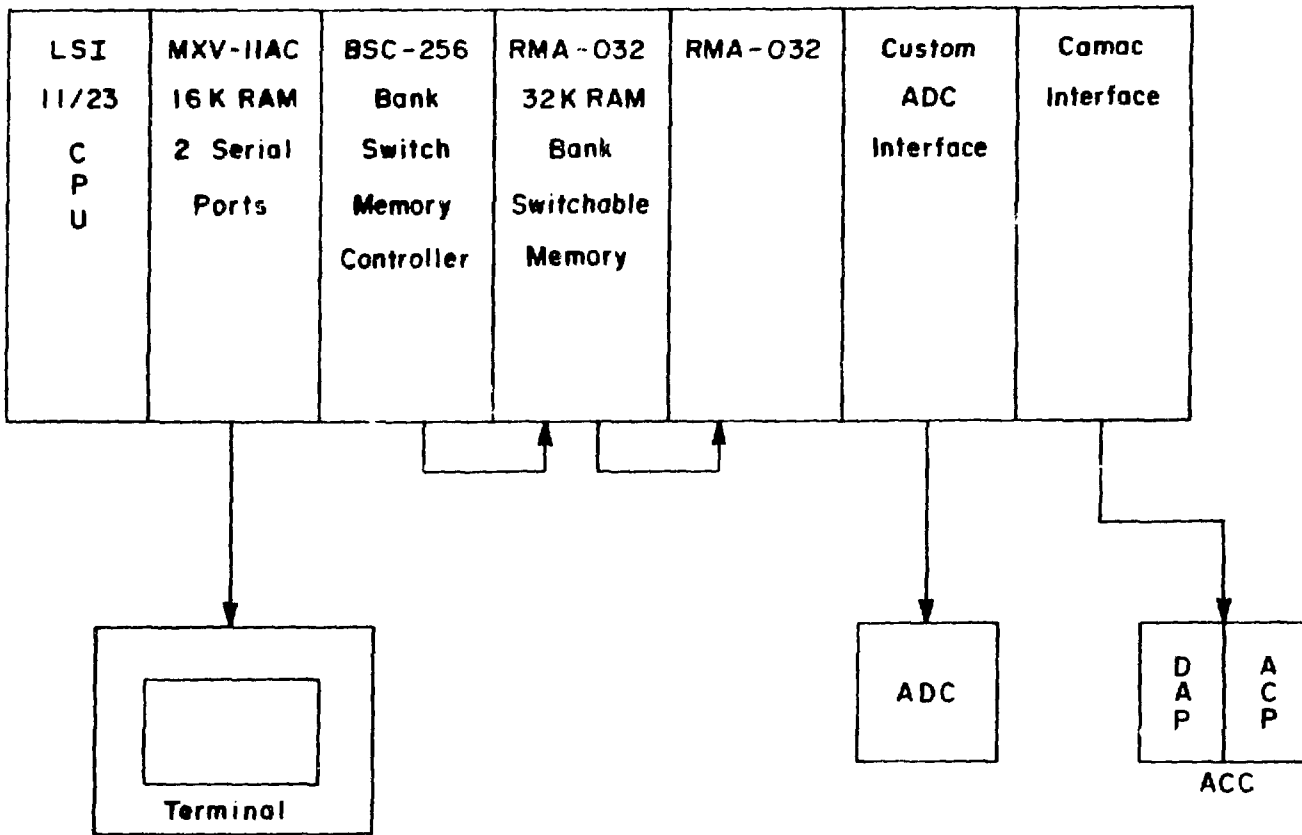 LSI
11/23
C
P
U
MXV-11AC
16K RAM
2 Serial
Ports
BSC-256
Bank
Switch
Memory
Controller
RMA-032
32K RAM
Bank
Switchable
Memory
RMA-032
Custom
ADC
Interface
Camac
Interface
Terminal
ADC
D
A
P
A
C
P
ACC